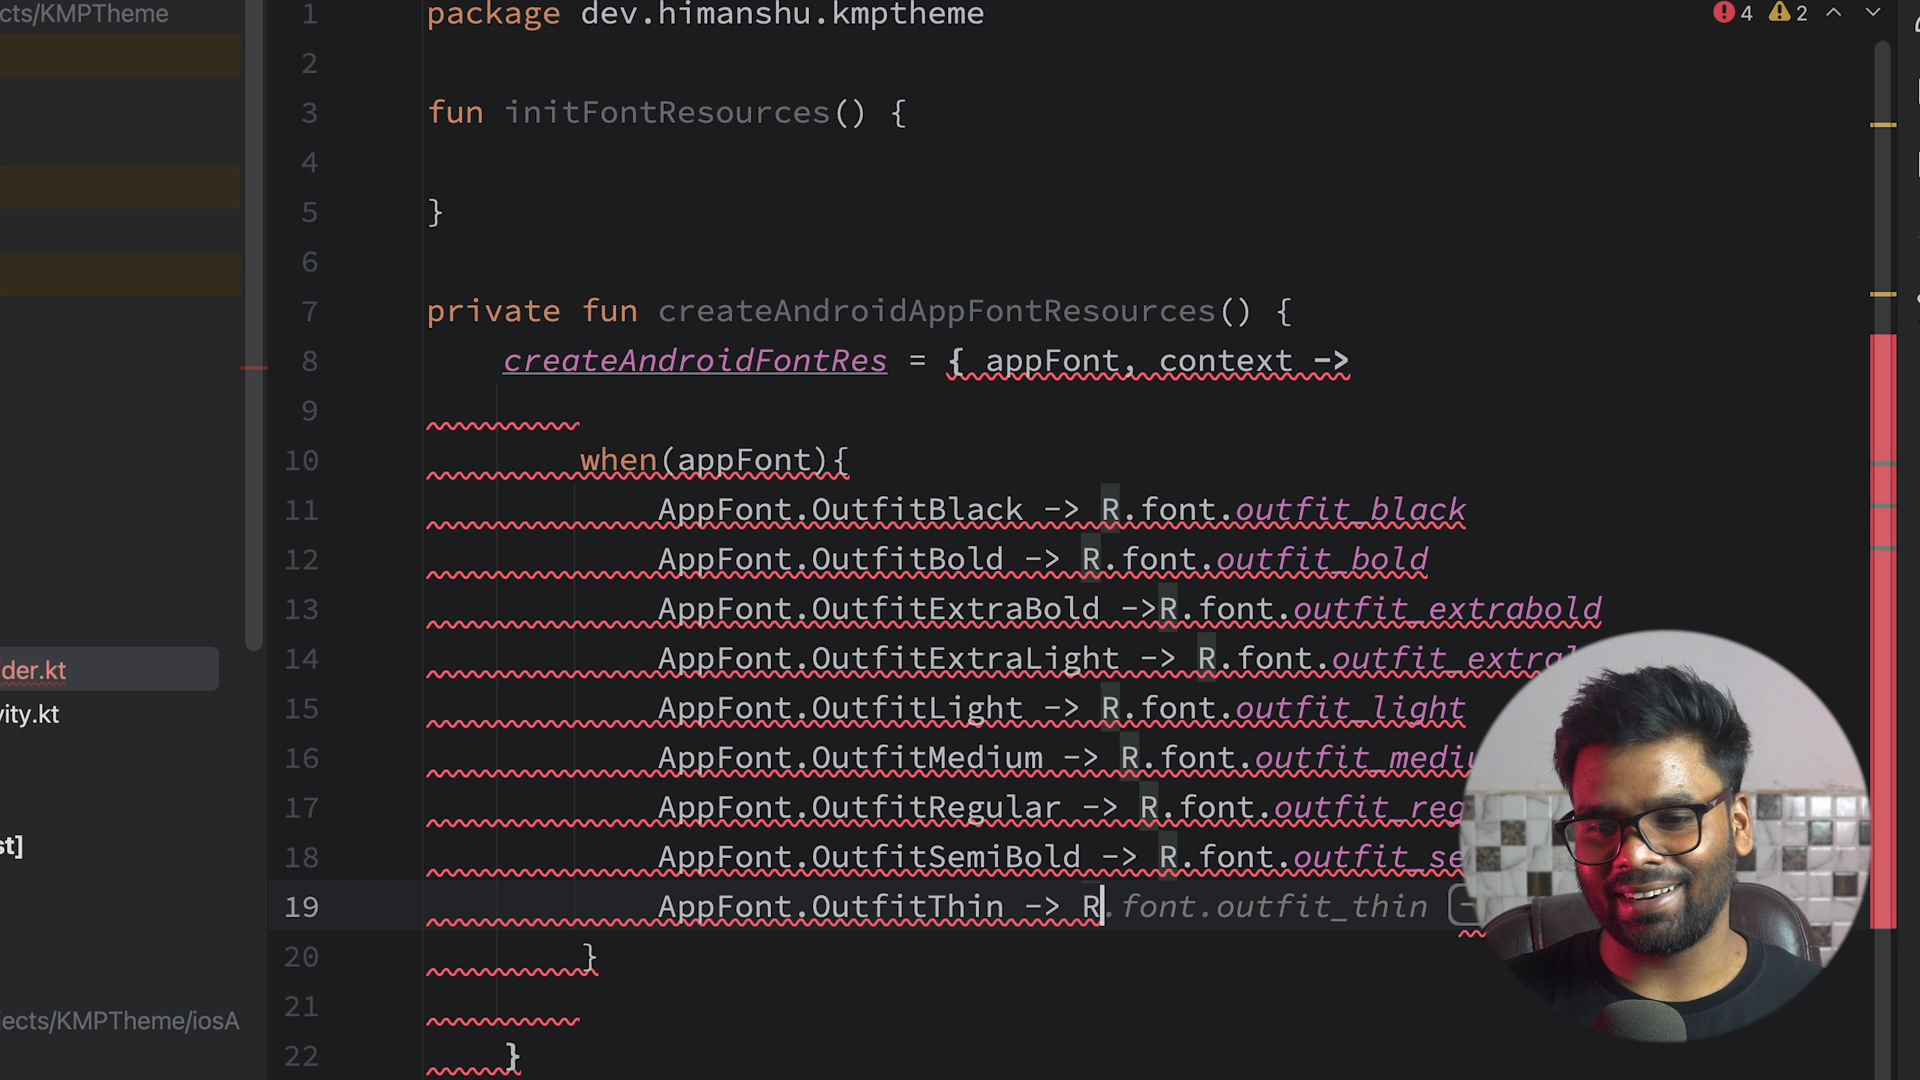 cts/KMPTheme
1 package dev.himanshu.kmptheme
4 2
2
3 fun initFontResources() {
4
5 }
6
7 private fun createAndroidAppFontResources() {
8 createAndroidFontRes = { appFont, context ->
9
10 when(appFont){
11 AppFont.OutfitBlack -> R.font.outfit_black
12 AppFont.OutfitBold -> R.font.outfit_bold
13 AppFont.OutfitExtraBold ->R.font.outfit_extrabold
14 AppFont.OutfitExtraLight -> R.font.outfit_extral
15 AppFont.OutfitLight -> R.font.outfit_light
16 AppFont.OutfitMedium -> R.font.outfit_mediu
17 AppFont.OutfitRegular -> R.font.outfit_reg
18 AppFont.OutfitSemiBold -> R.font.outfit_se
19 AppFont.OutfitThin -> R.font.outfit_thin
20 }
21
22 }
der.kt
vity.kt
st]
jects/KMPTheme/iosA